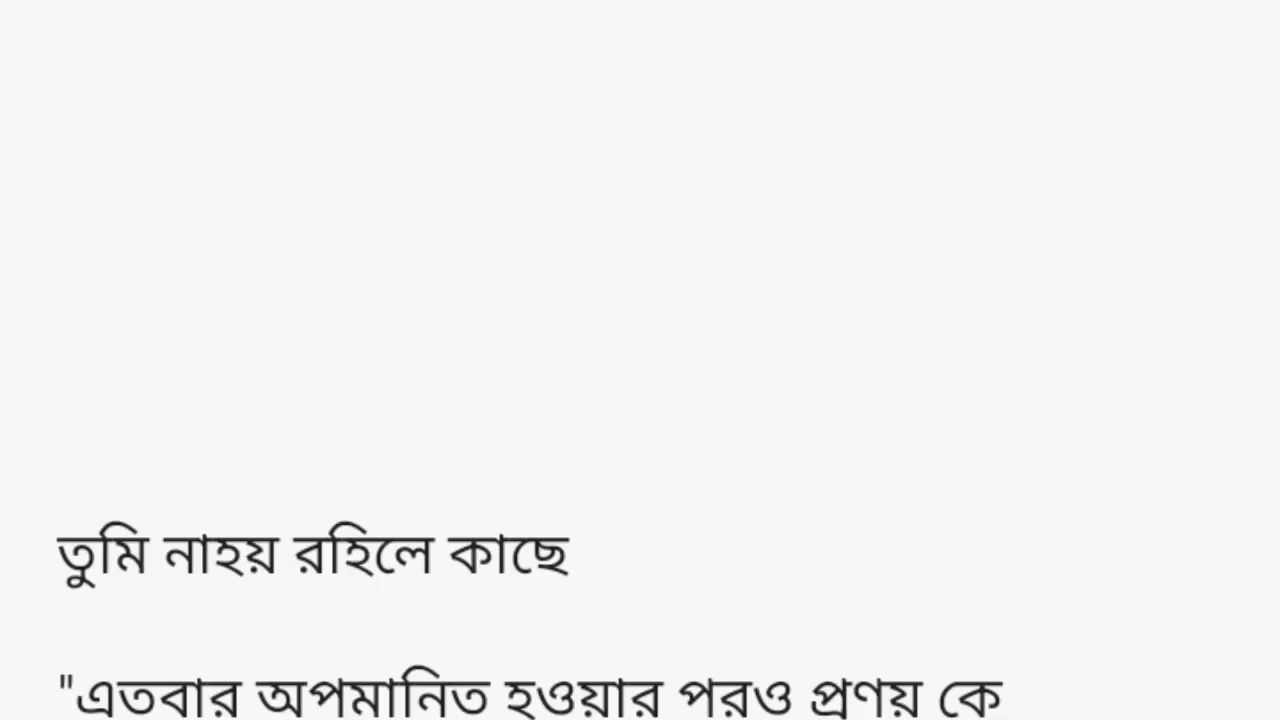 তুমি নাহয় রহিলে কাছে
"এতবার অপমানিত হওয়ার পরও প্রণয় কে